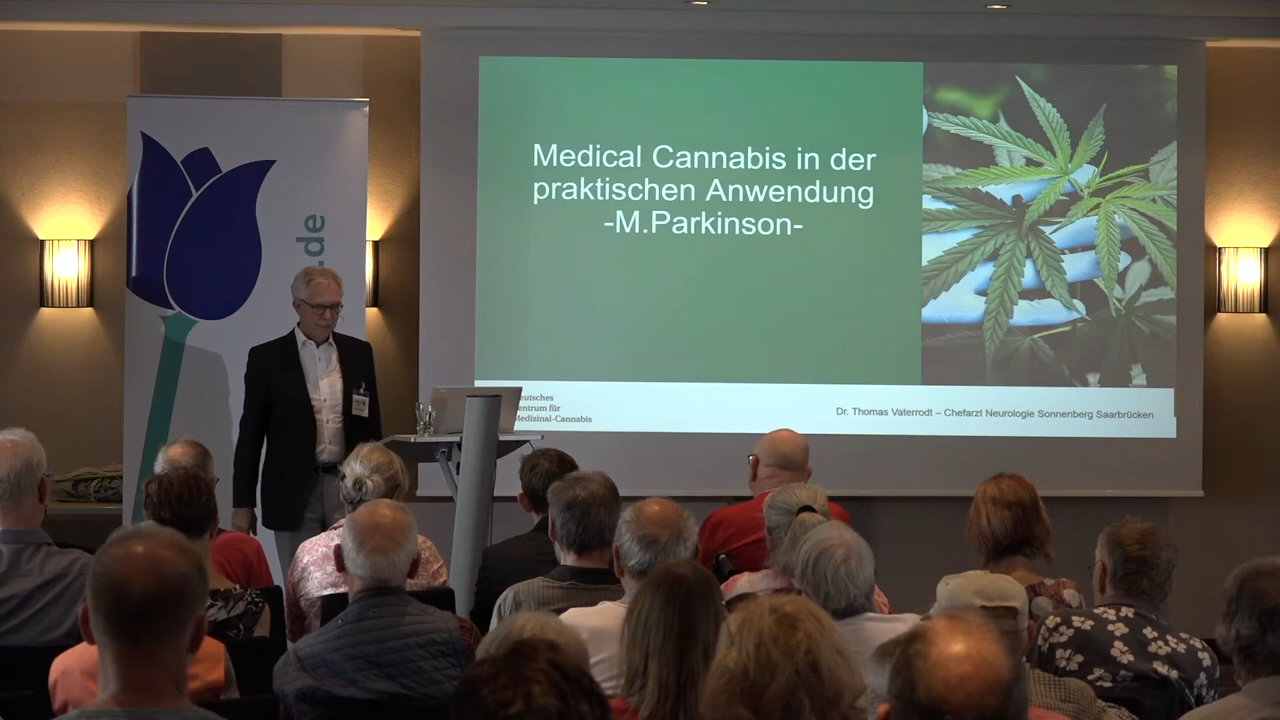 .de
Medical Cannabis in der
praktischen Anwendung
-M.Parkinson-
eutsches
entrum für
Medizinal-Cannabis
Dr. Thomas Vaterrodt – Chefarzt Neurologie Sonnenberg Saarbrücken